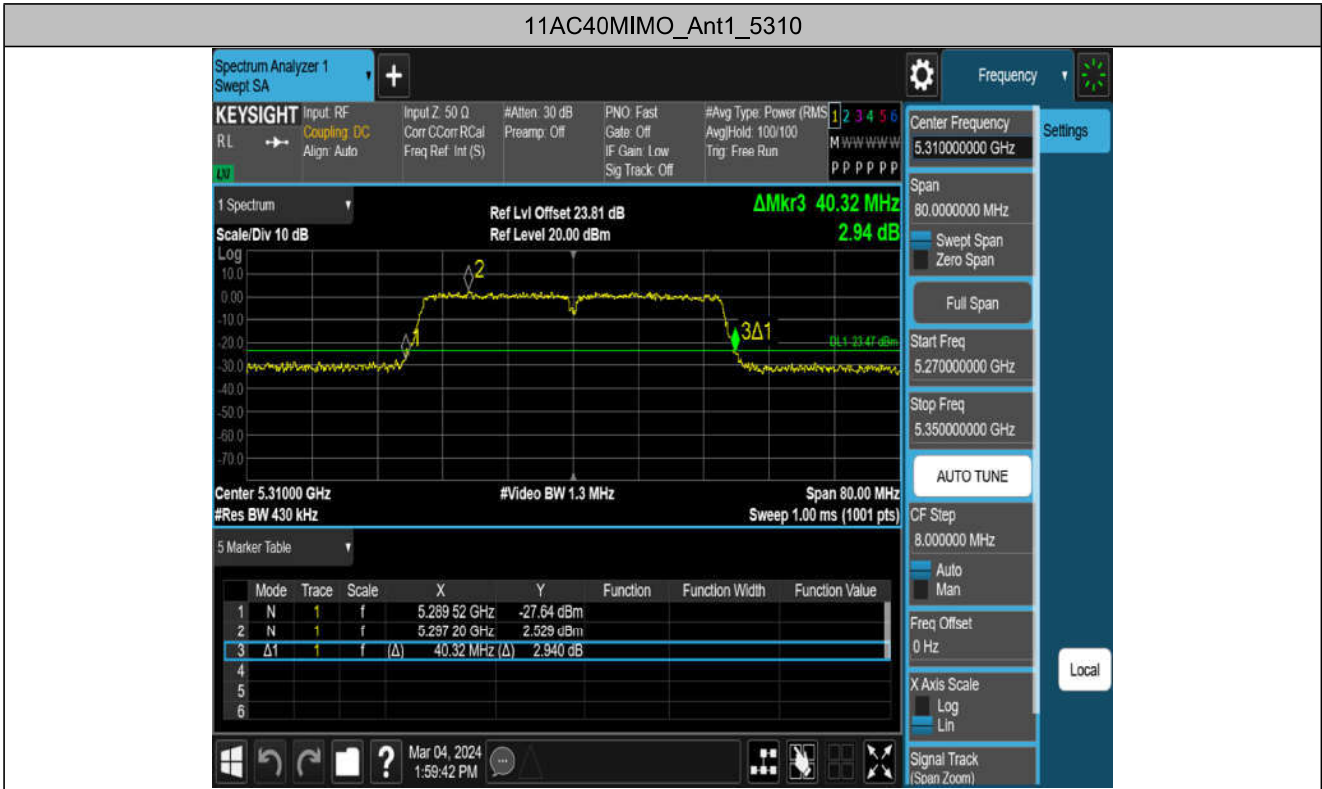 11AC40MIMO_Ant1_5310
Spectrum Analyzer 1
Swept SA
+
Frequency
KEYSIGHT
RL
LXI
Input: RF
Coupling: DC
Align: Auto
Input Z: 50 Ω
Corr CCorr RCal
Freq Ref: Int (S)
#Atten: 30 dB
Preamp: Off
PNO: Fast
Gate: Off
IF Gain: Low
Sig Track: Off
#Avg Type: Power (RMS
Avg|Hold: 100/100
Trig: Free Run
1 2 3 4 5 6
M W W W W W
P P P P P P
1 Spectrum
Scale/Div 10 dB
Ref Lvl Offset 23.81 dB
Ref Level 20.00 dBm
ΔMkr3 40.32 MHz
2.94 dB
Log
10.0
0.00
-10.0
-20.0
-30.0
-40.0
-50.0
-60.0
-70.0
2
1
3Δ1
DL1 -23.47 dBm
Center 5.31000 GHz
#Res BW 430 kHz
#Video BW 1.3 MHz
Span 80.00 MHz
Sweep 1.00 ms (1001 pts)
5 Marker Table
Mode Trace Scale X Y Function Function Width Function Value
1 N 1 f 5.289 52 GHz -27.64 dBm
2 N 1 f 5.297 20 GHz 2.529 dBm
3 Δ1 1 f (Δ) 40.32 MHz (Δ) 2.940 dB
4
5
6
?
Mar 04, 2024
1:59:42 PM
Center Frequency
5.310000000 GHz
Settings
Span
80.0000000 MHz
Swept Span
Zero Span
Full Span
Start Freq
5.270000000 GHz
Stop Freq
5.350000000 GHz
AUTO TUNE
CF Step
8.000000 MHz
Auto
Man
Freq Offset
0 Hz
Local
X Axis Scale
Log
Lin
Signal Track
(Span Zoom)